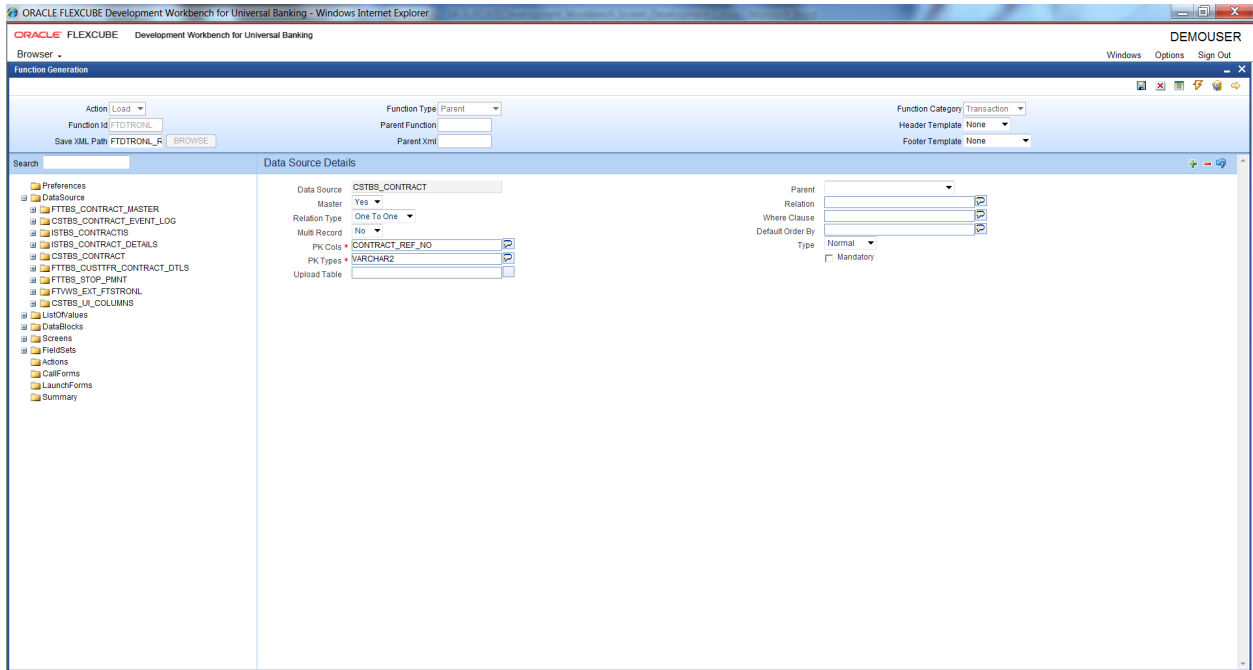 ORACLE FLEXCUBE Development Workbench for Universal Banking - Windows Internet Explorer
ORACLE FLEXCUBE Development Workbench for Universal Banking DEMOUSER
Browser Windows Options Sign Out
Function Generation
Action Load Function Type Parent Function Category Transaction
Function Id FTDTRONL Parent Function Header Template None
Save XML Path FTDTRONL_R BROWSE Parent Xml Footer Template None
Search Data Source Details
Preferences
DataSource
FTTBS_CONTRACT_MASTER
CSTBS_CONTRACT_EVENT_LOG
ISTBS_CONTRACTIS
ISTBS_CONTRACT_DETAILS
CSTBS_CONTRACT
FTTBS_CUSTTFR_CONTRACT_DTLS
FTTBS_STOP_PMNT
FTVWS_EXT_FTSTRONL
CSTBS_UI_COLUMNS
ListOfValues
DataBlocks
Screens
FieldSets
Actions
CallForms
LaunchForms
Summary
Data Source CSTBS_CONTRACT
Master Yes
Relation Type One To One
Multi Record No
PK Cols * CONTRACT_REF_NO
PK Types * VARCHAR2
Upload Table
Parent
Relation
Where Clause
Default Order By
Type Normal
Mandatory